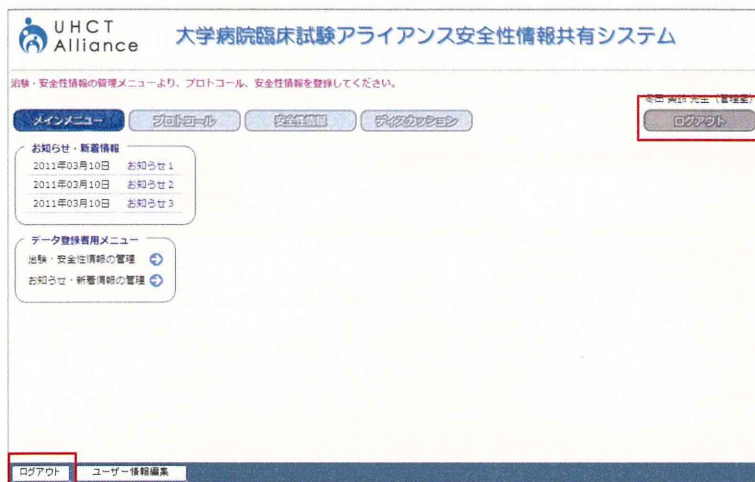 UHCT
Alliance
大学病院臨床試験アライアンス安全性情報共有システム
治験・安全性情報の管理メニューより、プロトコール、安全性情報を登録してください。
先生（管理室）
メインメニュー
プロトコール
安全性情報
ディスカッション
ログアウト
お知らせ・新着情報
2011年03月10日 お知らせ1
2011年03月10日 お知らせ2
2011年03月10日 お知らせ3
データ登録者用メニュー
治験・安全性情報の管理
お知らせ・新着情報の管理
ログアウト
ユーザー情報編集